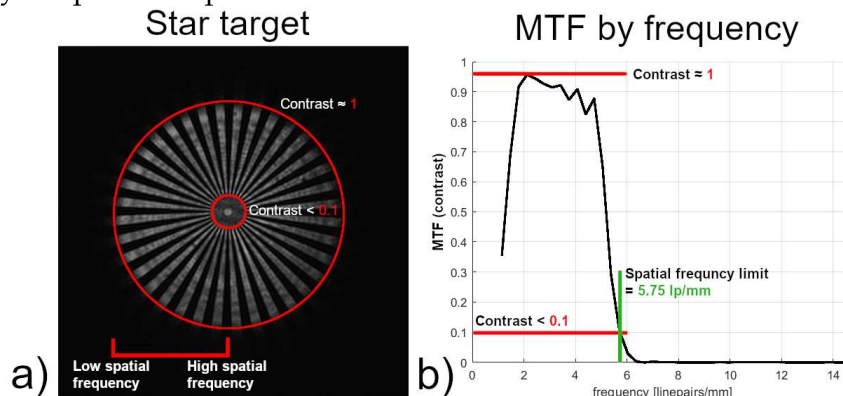 Star target
Contrast ≈ 1
Contrast < 0.1
Low spatial
frequency
High spatial
frequency
a)
MTF by frequency
Contrast ≈ 1
Spatial frequncy limit
= 5.75 lp/mm
Contrast < 0.1
MTF (contrast)
1
0.9
0.8
0.7
0.6
0.5
0.4
0.3
0.2
0.1
0
0 2 4 6 8 10 12 14
frequency [linepairs/mm]
b)